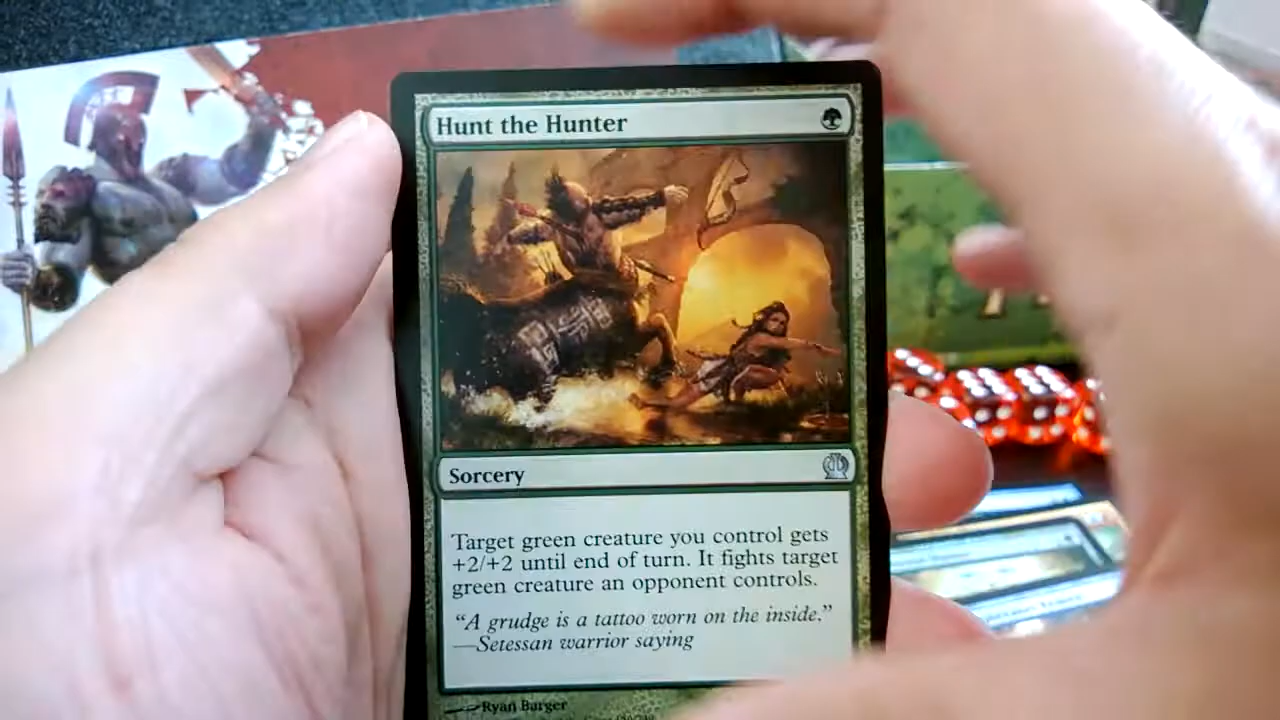 Hunt the Hunter
Sorcery
Target green creature you control gets
+2/+2 until end of turn. It fights target
green creature an opponent controls.
“A grudge is a tattoo worn on the inside.”
—Setessan warrior saying
Ryan Barger